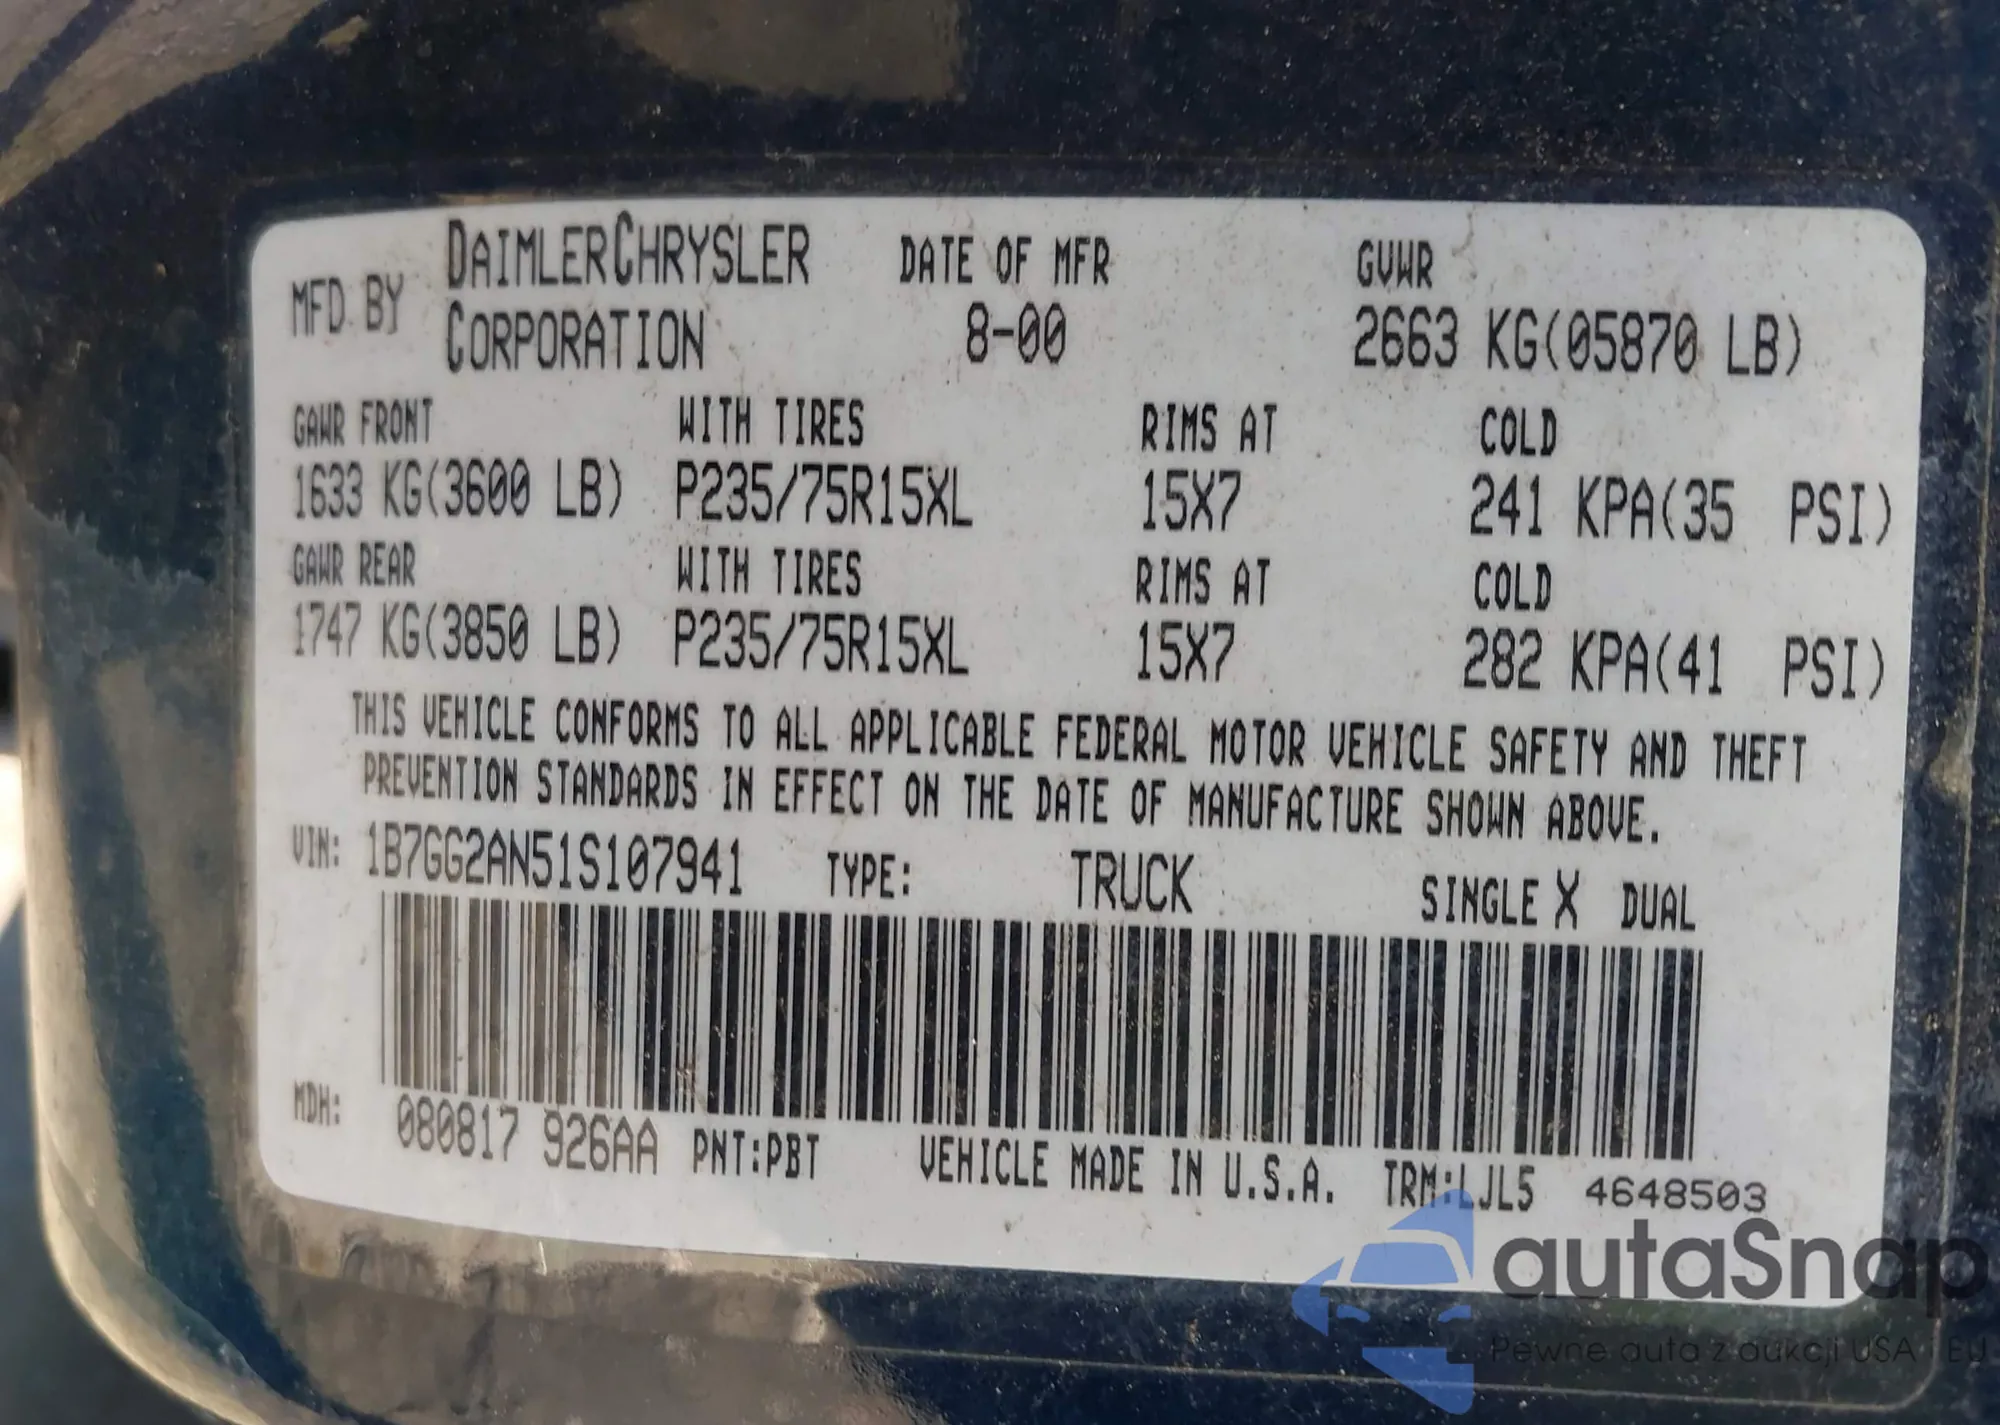 MFD BY DAIMLERCHRYSLER CORPORATION DATE OF MFR 8-00 GVWR 2663 KG(05870 LB)
GAWR FRONT WITH TIRES RIMS AT COLD
1633 KG(3600 LB) P235/75R15XL 15X7 241 KPA(35 PSI)
GAWR REAR WITH TIRES RIMS AT COLD
1747 KG(3850 LB) P235/75R15XL 15X7 282 KPA(41 PSI)
THIS VEHICLE CONFORMS TO ALL APPLICABLE FEDERAL MOTOR VEHICLE SAFETY AND THEFT
PREVENTION STANDARDS IN EFFECT ON THE DATE OF MANUFACTURE SHOWN ABOVE.
VIN: 1B7GG2AN51S107941 TYPE: TRUCK SINGLE X DUAL
MDH: 080817 926AA PNT:PBT VEHICLE MADE IN U.S.A. TRM:LJL5 4648503
autaSnap
Pewne auta z aukcji USA i EU